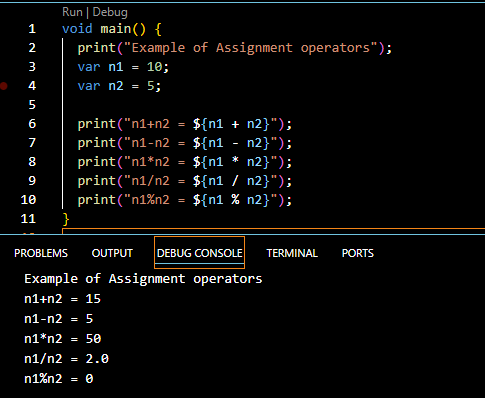 Run | Debug
1 void main() {
2 print("Example of Assignment operators");
3 var n1 = 10;
4 var n2 = 5;
5
6 print("n1+n2 = ${n1 + n2}");
7 print("n1-n2 = ${n1 - n2}");
8 print("n1*n2 = ${n1 * n2}");
9 print("n1/n2 = ${n1 / n2}");
10 print("n1%n2 = ${n1 % n2}");
11 }
PROBLEMS OUTPUT DEBUG CONSOLE TERMINAL PORTS
Example of Assignment operators
n1+n2 = 15
n1-n2 = 5
n1*n2 = 50
n1/n2 = 2.0
n1%n2 = 0